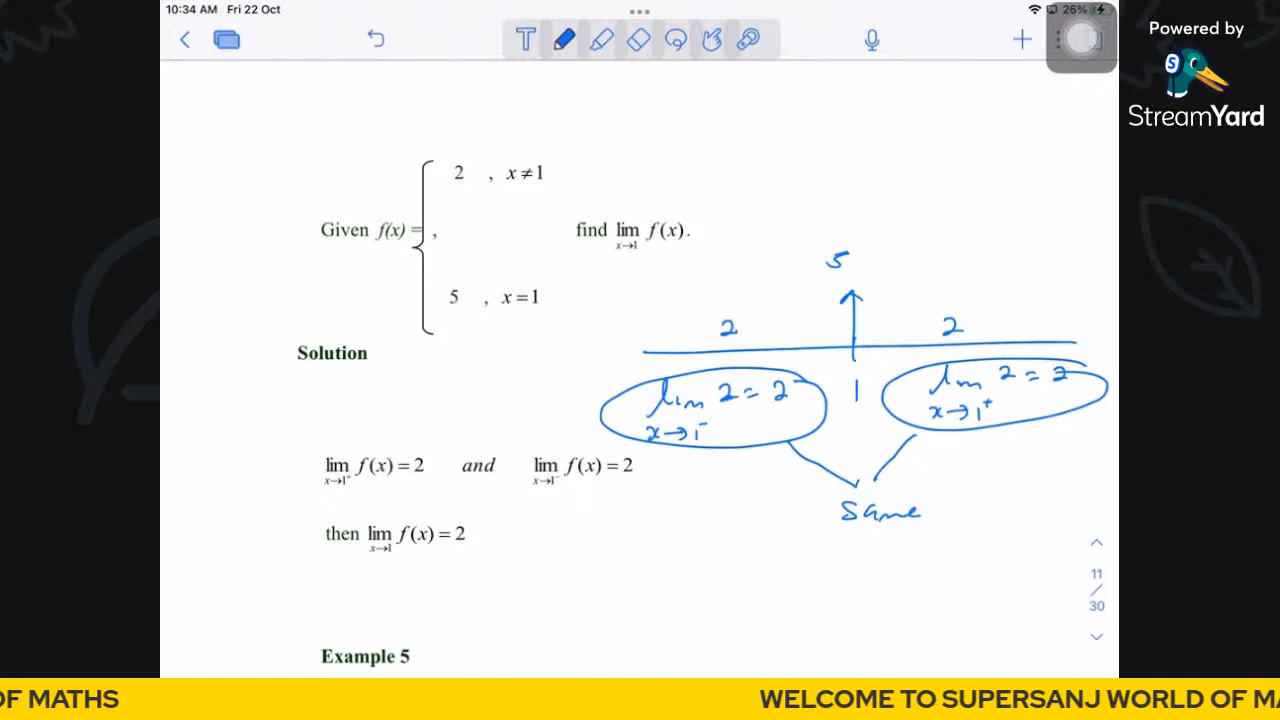 10:34 AM Fri 22 Oct
26%
Powered by
StreamYard
2 , x ≠ 1
Given f(x) = , find lim f(x).
x→1
5 , x = 1
5
2 2
Solution
lim 2 = 2 1 lim 2 = 2
x→1⁻ x→1⁺
lim f(x) = 2 and lim f(x) = 2
x→1⁺ x→1⁻
same
then lim f(x) = 2
x→1
11
/
30
Example 5
OF MATHS WELCOME TO SUPERSANJ WORLD OF MA